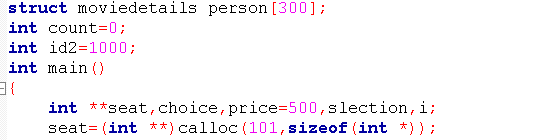 struct moviedetails person[300];
int count=0;
int id2=1000;
int main()
{
int **seat,choice,price=500,slection,i;
seat=(int **)calloc(101,sizeof(int *));